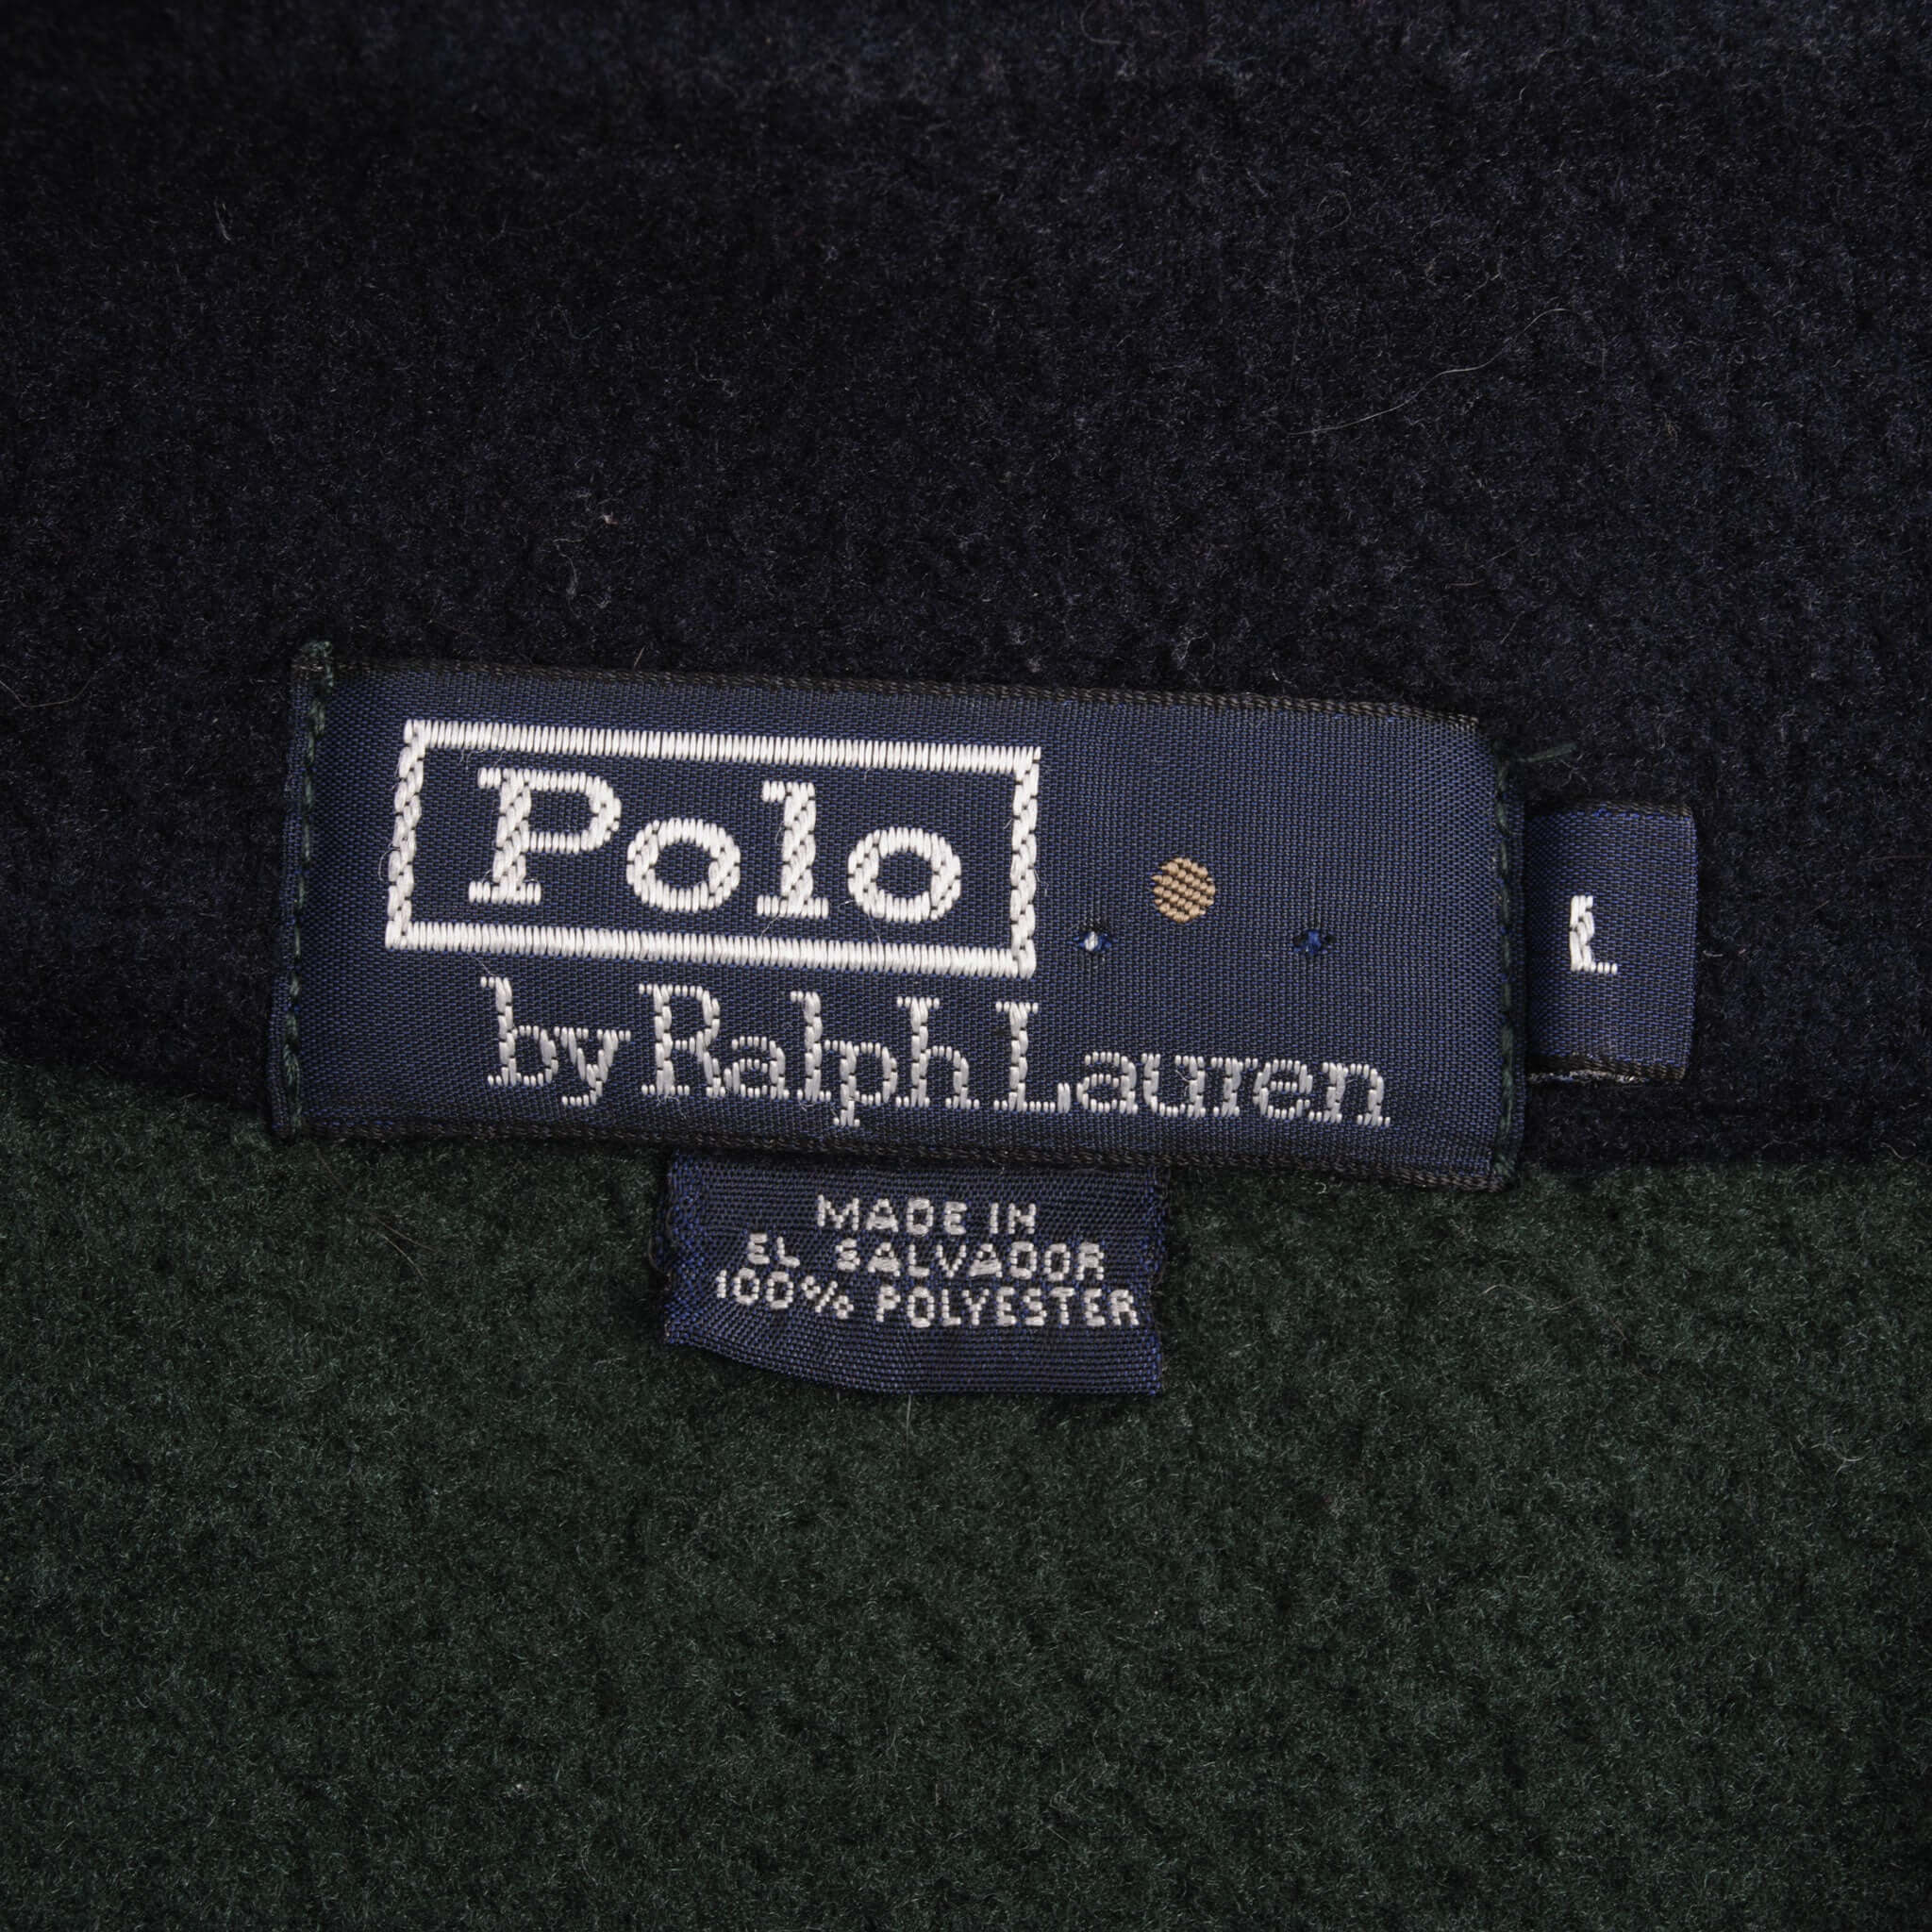 Polo
by Ralph Lauren
L
MADE IN
EL SALVADOR
100% POLYESTER